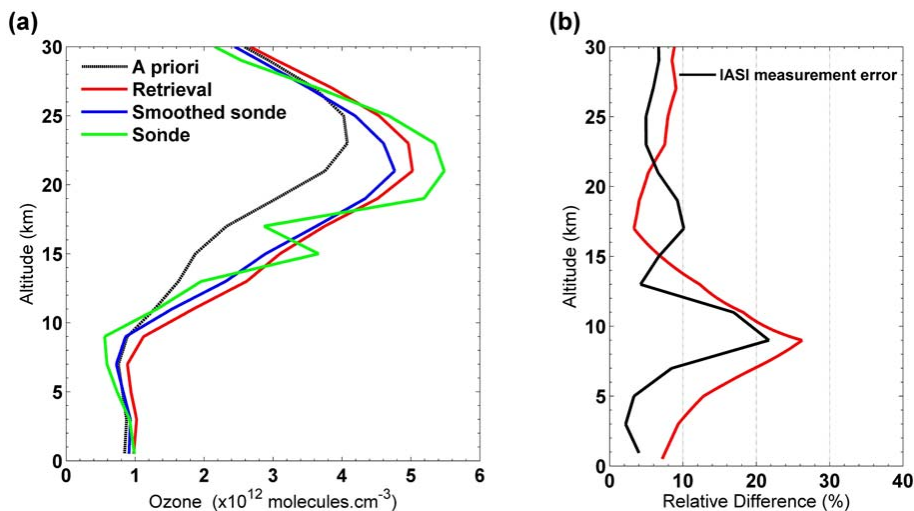 (a)
30
25
20
15
10
5
0
Altitude (km)
A priori
Retrieval
Smoothed sonde
Sonde
0 1 2 3 4 5 6
Ozone (x10^12 molecules.cm^-3)
(b)
30
25
20
15
10
5
0
Altitude (km)
IASI measurement error
0 10 20 30 40
Relative Difference (%)